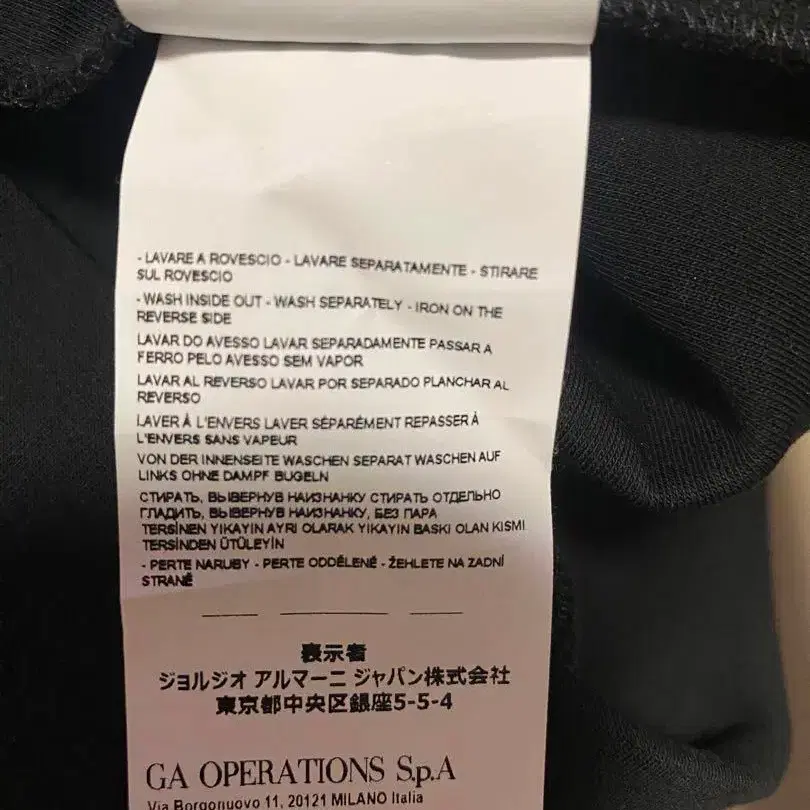 - LAVARE A ROVESCIO - LAVARE SEPARATAMENTE - STIRARE
SUL ROVESCIO
- WASH INSIDE OUT - WASH SEPARATELY - IRON ON THE
REVERSE SIDE
LAVAR DO AVESSO LAVAR SEPARADAMENTE PASSAR A
FERRO PELO AVESSO SEM VAPOR
LAVAR AL REVERSO LAVAR POR SEPARADO PLANCHAR AL
REVERSO
LAVER À L'ENVERS LAVER SÉPARÉMENT REPASSER À
L'ENVERS SANS VAPEUR
VON DER INNENSEITE WASCHEN SEPARAT WASCHEN AUF
LINKS OHNE DAMPF BUGELN
СТИРАТЬ, ВЫВЕРНУВ НАИЗНАНКУ СТИРАТЬ ОТДЕЛЬНО
ГЛАДИТЬ, ВЫВЕРНУВ НАИЗНАНКУ, БЕЗ ПАРА
TERSİNEN YIKAYIN AYRI OLARAK YIKAYIN BASKI OLAN KISMI
TERSİNDEN ÜTÜLEYİN
- PERTE NARUBY - PERTE ODDĚLENĚ - ŽEHLETE NA ZADNÍ
STRANĚ
表示者
ジョルジオ アルマーニ ジャパン株式会社
東京都中央区銀座5-5-4
GA OPERATIONS S.p.A
Via Borgonuovo 11, 20121 MILANO Italia